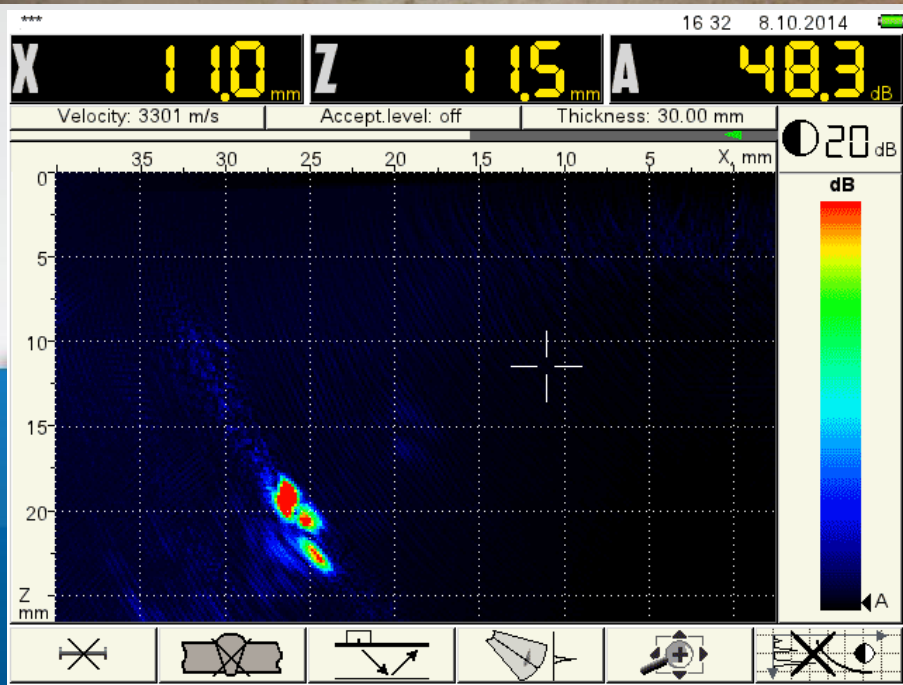 *** 16 32 8.10.2014
X 11.0 mm Z 11.5 mm A 48.3 dB
Velocity: 3301 m/s Accept.level: off Thickness: 30.00 mm
20 dB
35 30 25 20 15 10 5 X, mm
dB
0
5
10
15
20
Z
mm
A